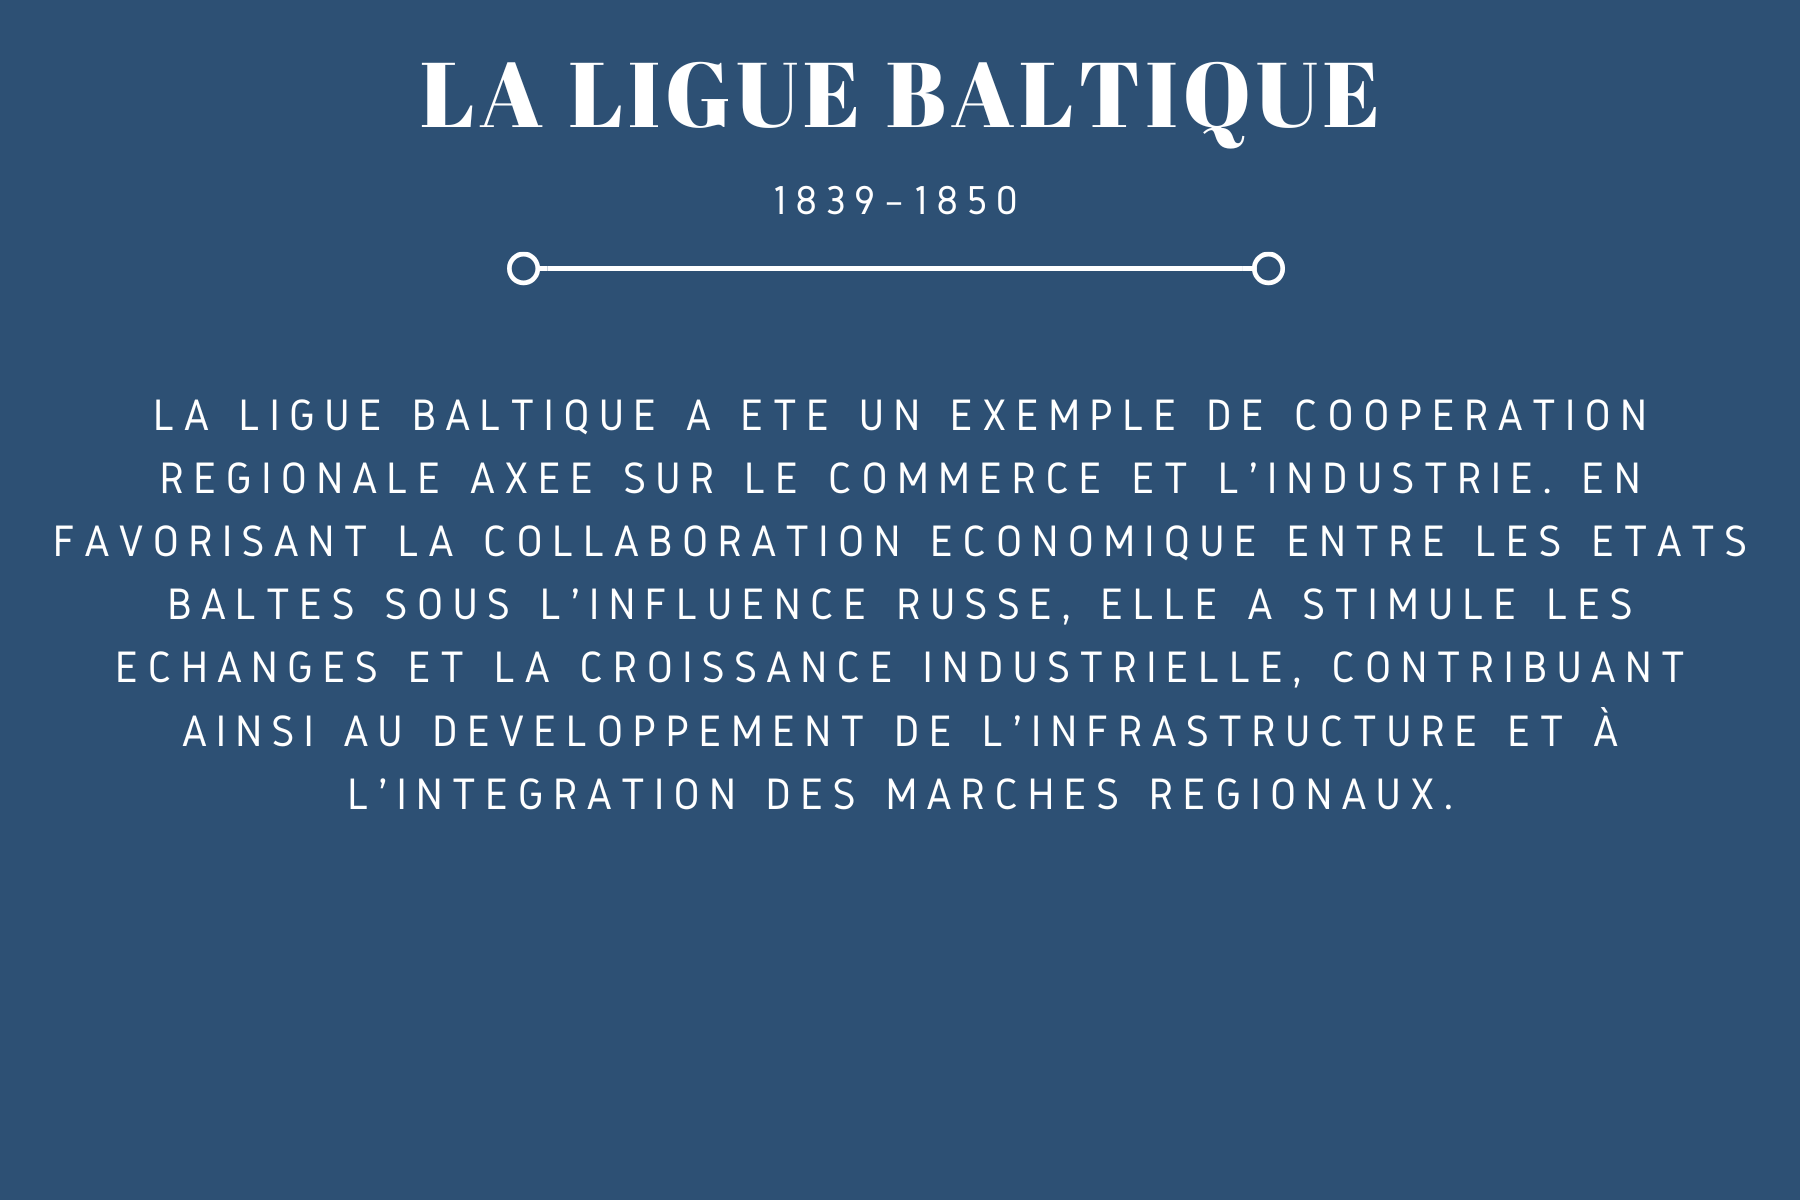 LA LIGUE BALTIQUE
1839-1850
LA LIGUE BALTIQUE A ETE UN EXEMPLE DE COOPERATION
REGIONALE AXEE SUR LE COMMERCE ET L’INDUSTRIE. EN
FAVORISANT LA COLLABORATION ECONOMIQUE ENTRE LES ETATS
BALTES SOUS L’INFLUENCE RUSSE, ELLE A STIMULE LES
ECHANGES ET LA CROISSANCE INDUSTRIELLE, CONTRIBUANT
AINSI AU DEVELOPPEMENT DE L’INFRASTRUCTURE ET À
L’INTEGRATION DES MARCHES REGIONAUX.